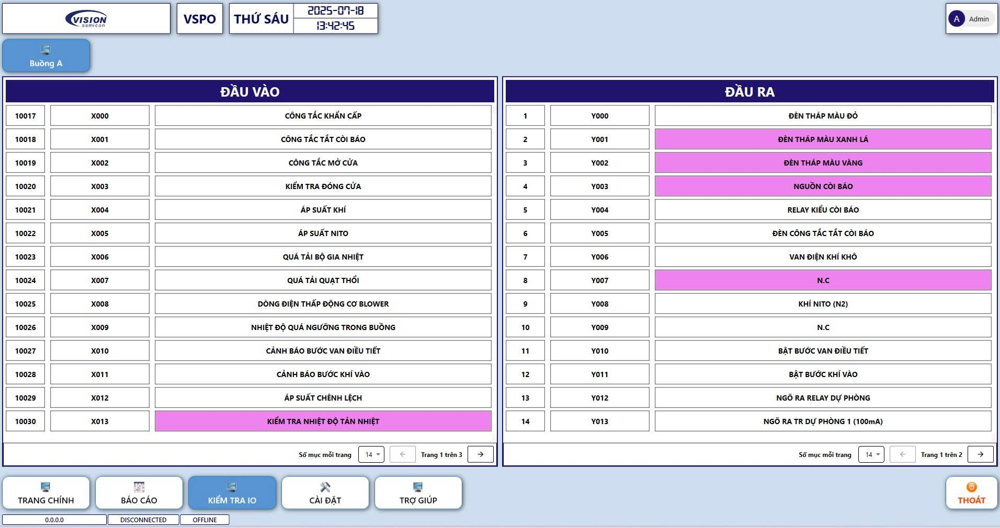 VISION
semicon
VSPO
THỨ SÁU
2025-07-18
13:42:45
A
Admin
Buồng A
ĐẦU VÀO
10017 X000 CÔNG TẮC KHẨN CẤP
10018 X001 CÔNG TẮC TẮT CÒI BÁO
10019 X002 CÔNG TẮC MỞ CỬA
10020 X003 KIỂM TRA ĐÓNG CỬA
10021 X004 ÁP SUẤT KHÍ
10022 X005 ÁP SUẤT NITO
10023 X006 QUÁ TẢI BỘ GIA NHIỆT
10024 X007 QUÁ TẢI QUẠT THỔI
10025 X008 DÒNG ĐIỆN THẤP ĐỘNG CƠ BLOWER
10026 X009 NHIỆT ĐỘ QUÁ NGƯỠNG TRONG BUỒNG
10027 X010 CẢNH BÁO BƯỚC VAN ĐIỀU TIẾT
10028 X011 CẢNH BÁO BƯỚC KHÍ VÀO
10029 X012 ÁP SUẤT CHÊNH LỆCH
10030 X013 KIỂM TRA NHIỆT ĐỘ TẢN NHIỆT
Số mục mỗi trang 14 Trang 1 trên 3
ĐẦU RA
1 Y000 ĐÈN THÁP MÀU ĐỎ
2 Y001 ĐÈN THÁP MÀU XANH LÁ
3 Y002 ĐÈN THÁP MÀU VÀNG
4 Y003 NGUỒN CÒI BÁO
5 Y004 RELAY KIỂU CÒI BÁO
6 Y005 ĐÈN CÔNG TẮC TẮT CÒI BÁO
7 Y006 VAN ĐIỆN KHÍ KHÔ
8 Y007 N.C
9 Y008 KHÍ NITO (N2)
10 Y009 N.C
11 Y010 BẬT BƯỚC VAN ĐIỀU TIẾT
12 Y011 BẬT BƯỚC KHÍ VÀO
13 Y012 NGÕ RA RELAY DỰ PHÒNG
14 Y013 NGÕ RA TR DỰ PHÒNG 1 (100mA)
Số mục mỗi trang 14 Trang 1 trên 2
TRANG CHÍNH
BÁO CÁO
KIỂM TRA IO
CÀI ĐẶT
TRỢ GIÚP
THOÁT
0.0.0.0
DISCONNECTED
OFFLINE